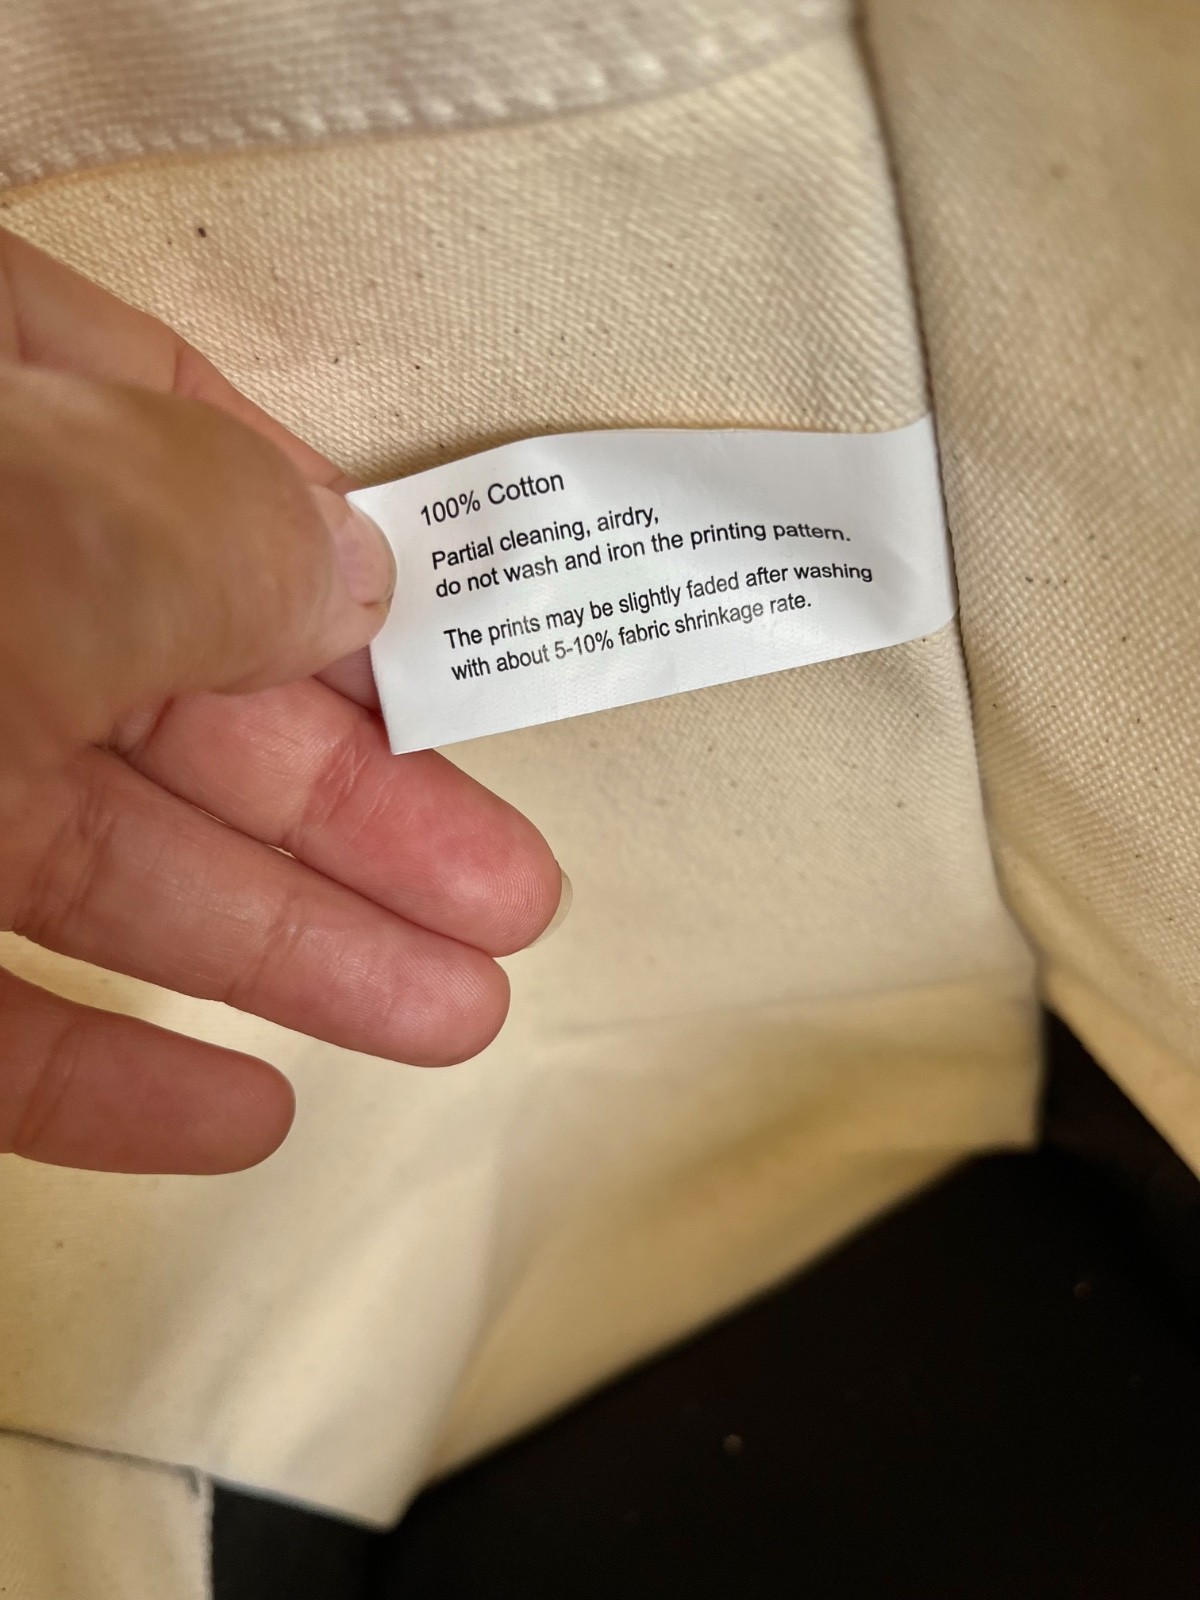 100% Cotton
Partial cleaning, airdry,
do not wash and iron the printing pattern.
The prints may be slightly faded after washing
with about 5-10% fabric shrinkage rate.